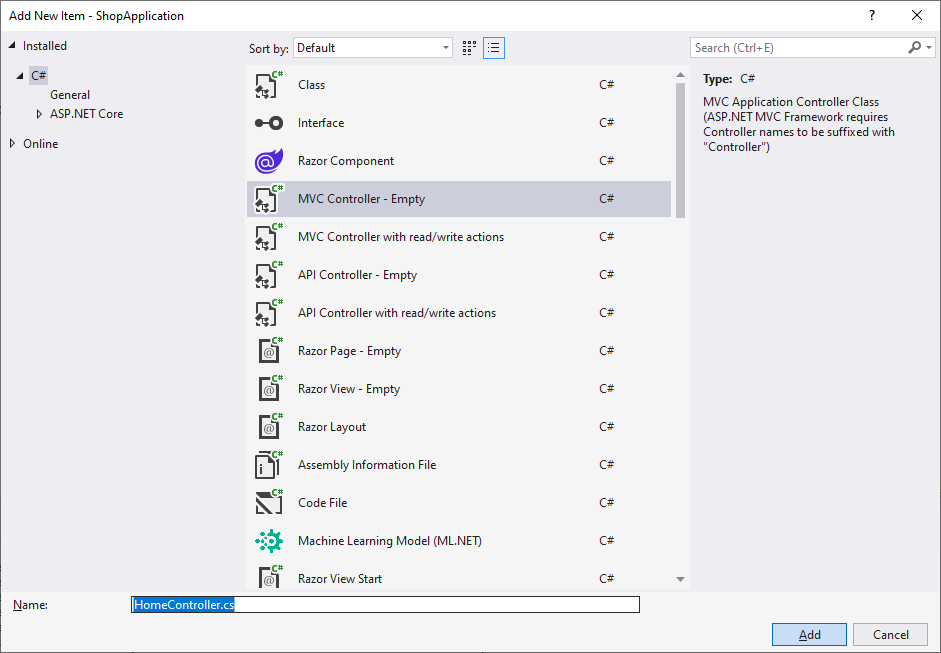 Add New Item - ShopApplication
?
Installed
C#
General
ASP.NET Core
Online
Sort by: Default
Search (Ctrl+E)
Class C#
Interface C#
Razor Component C#
MVC Controller - Empty C#
MVC Controller with read/write actions C#
API Controller - Empty C#
API Controller with read/write actions C#
Razor Page - Empty C#
Razor View - Empty C#
Razor Layout C#
Assembly Information File C#
Code File C#
Machine Learning Model (ML.NET) C#
Razor View Start C#
Type: C#
MVC Application Controller Class
(ASP.NET MVC Framework requires
Controller names to be suffixed with
"Controller")
Name: HomeController.cs
Add Cancel